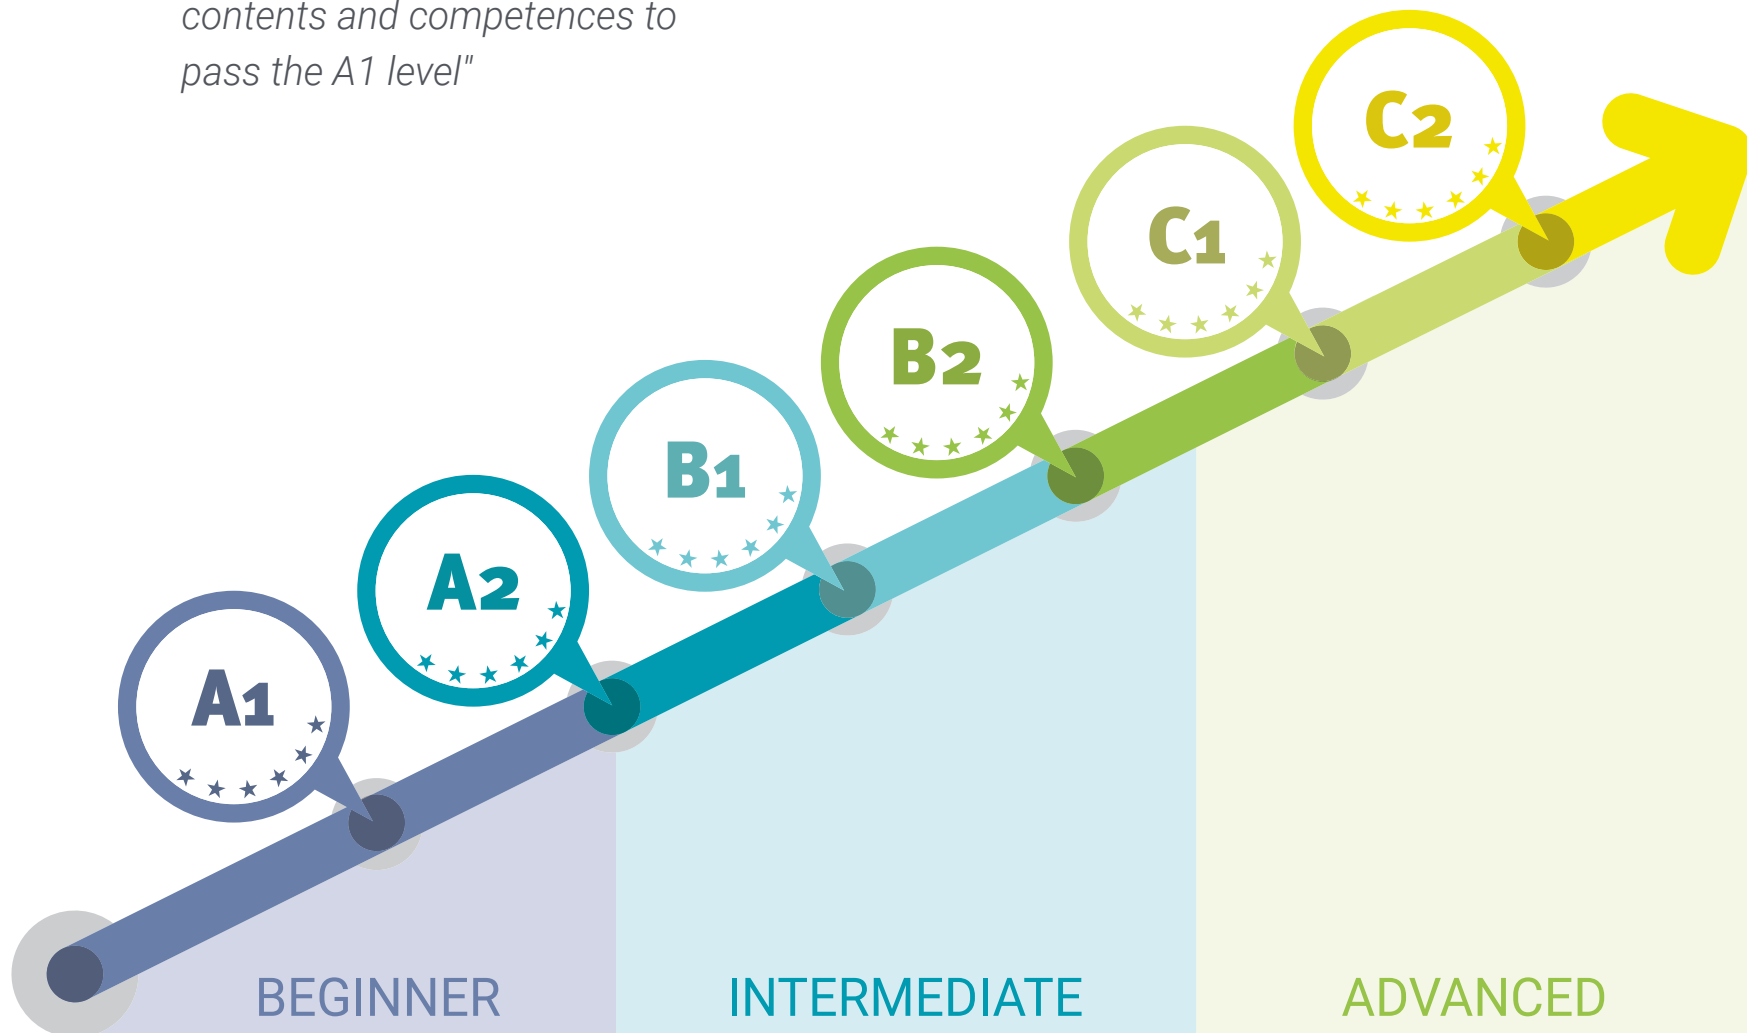 contents and competences to
pass the A1 level"
C2
C1
B2
B1
A2
A1
BEGINNER
INTERMEDIATE
ADVANCED